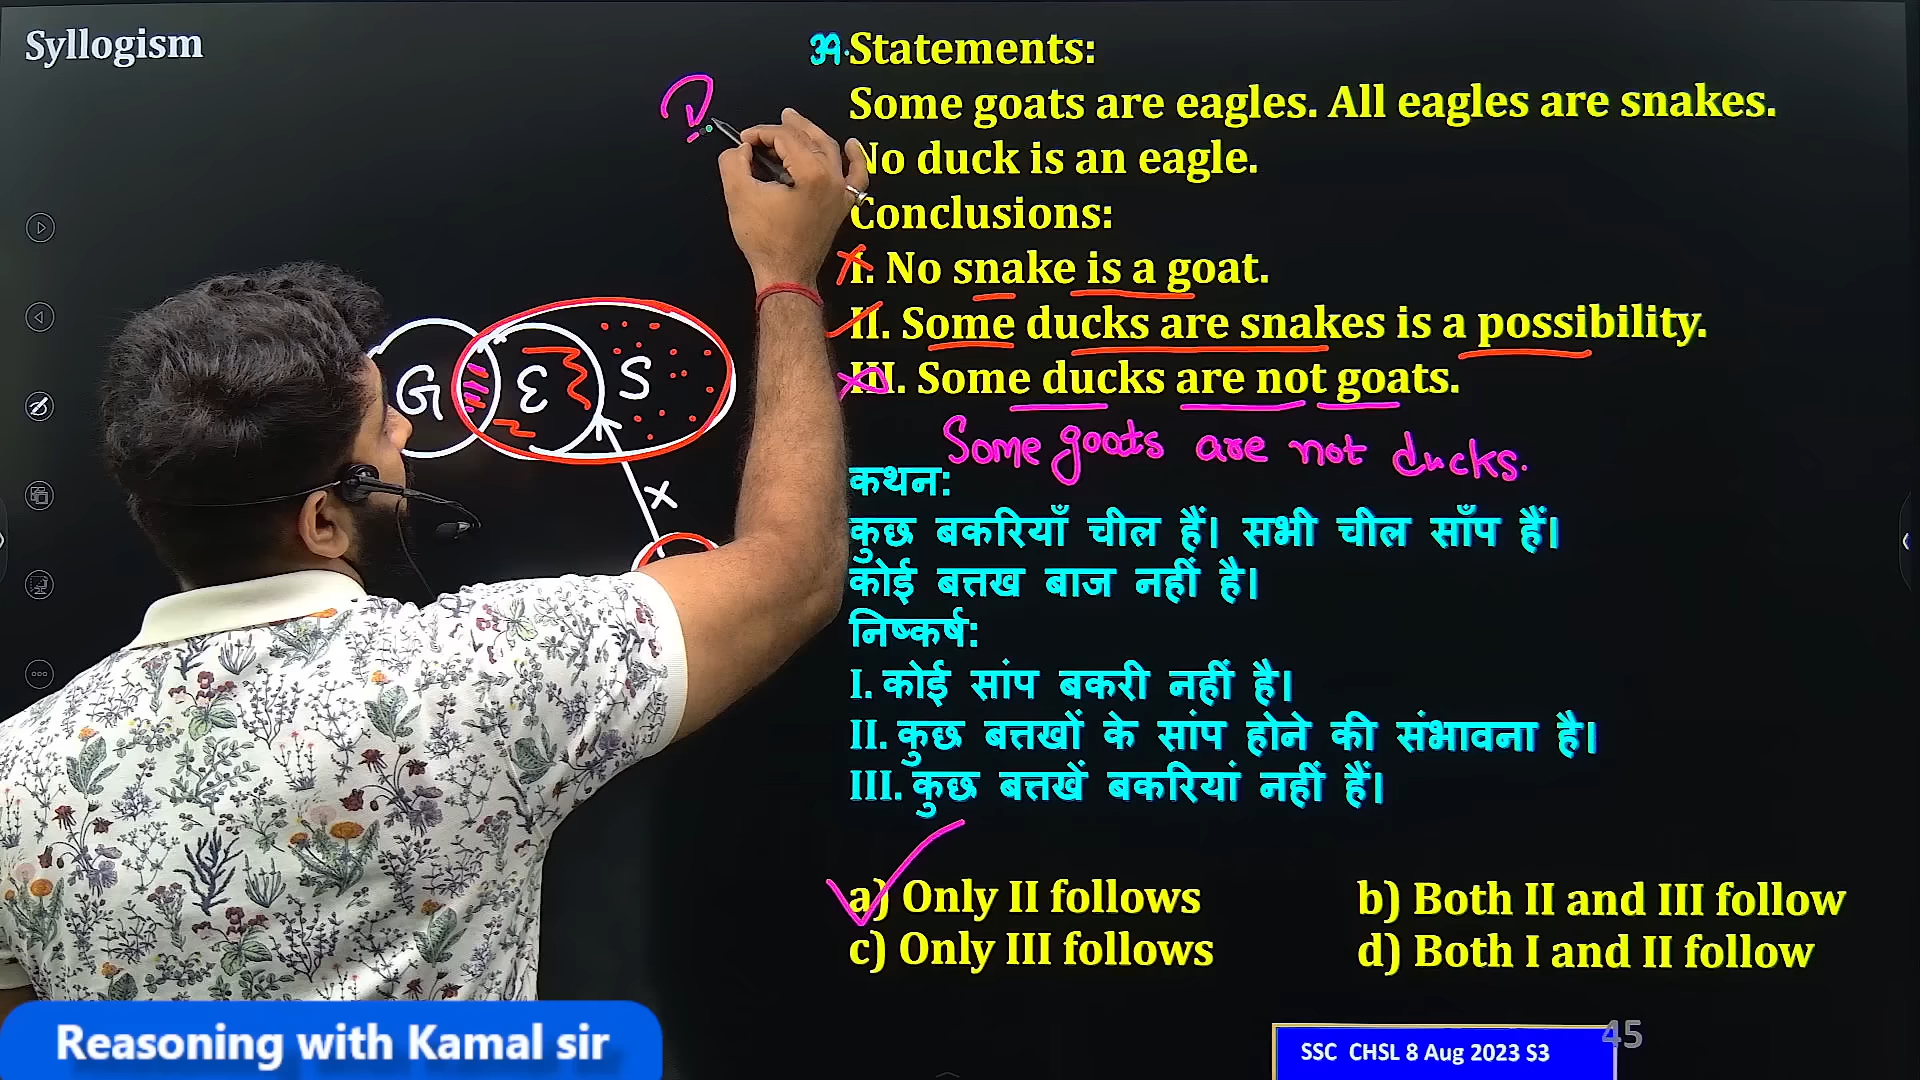 Syllogism
39. Statements:
Some goats are eagles. All eagles are snakes.
No duck is an eagle.
Conclusions:
I. No snake is a goat.
II. Some ducks are snakes is a possibility.
III. Some ducks are not goats.
Some goats are not ducks.
G E S
X
कथन:
कुछ बकरियाँ चील हैं। सभी चील साँप हैं।
कोई बत्तख बाज नहीं है।
निष्कर्ष:
I. कोई सांप बकरी नहीं है।
II. कुछ बत्तखों के सांप होने की संभावना है।
III. कुछ बत्तखें बकरियां नहीं हैं।
a) Only II follows b) Both II and III follow
c) Only III follows d) Both I and II follow
Reasoning with Kamal sir
SSC CHSL 8 Aug 2023 S3
45